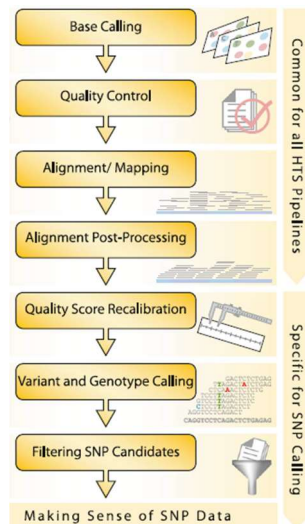 Base Calling
Quality Control
Alignment/ Mapping
Alignment Post-Processing
Quality Score Recalibration
Variant and Genotype Calling
Filtering SNP Candidates
Making Sense of SNP Data
Common for all HTS Pipelines
Specific for SNP Calling
CAGGTCCTCAGACTCTGAGAG